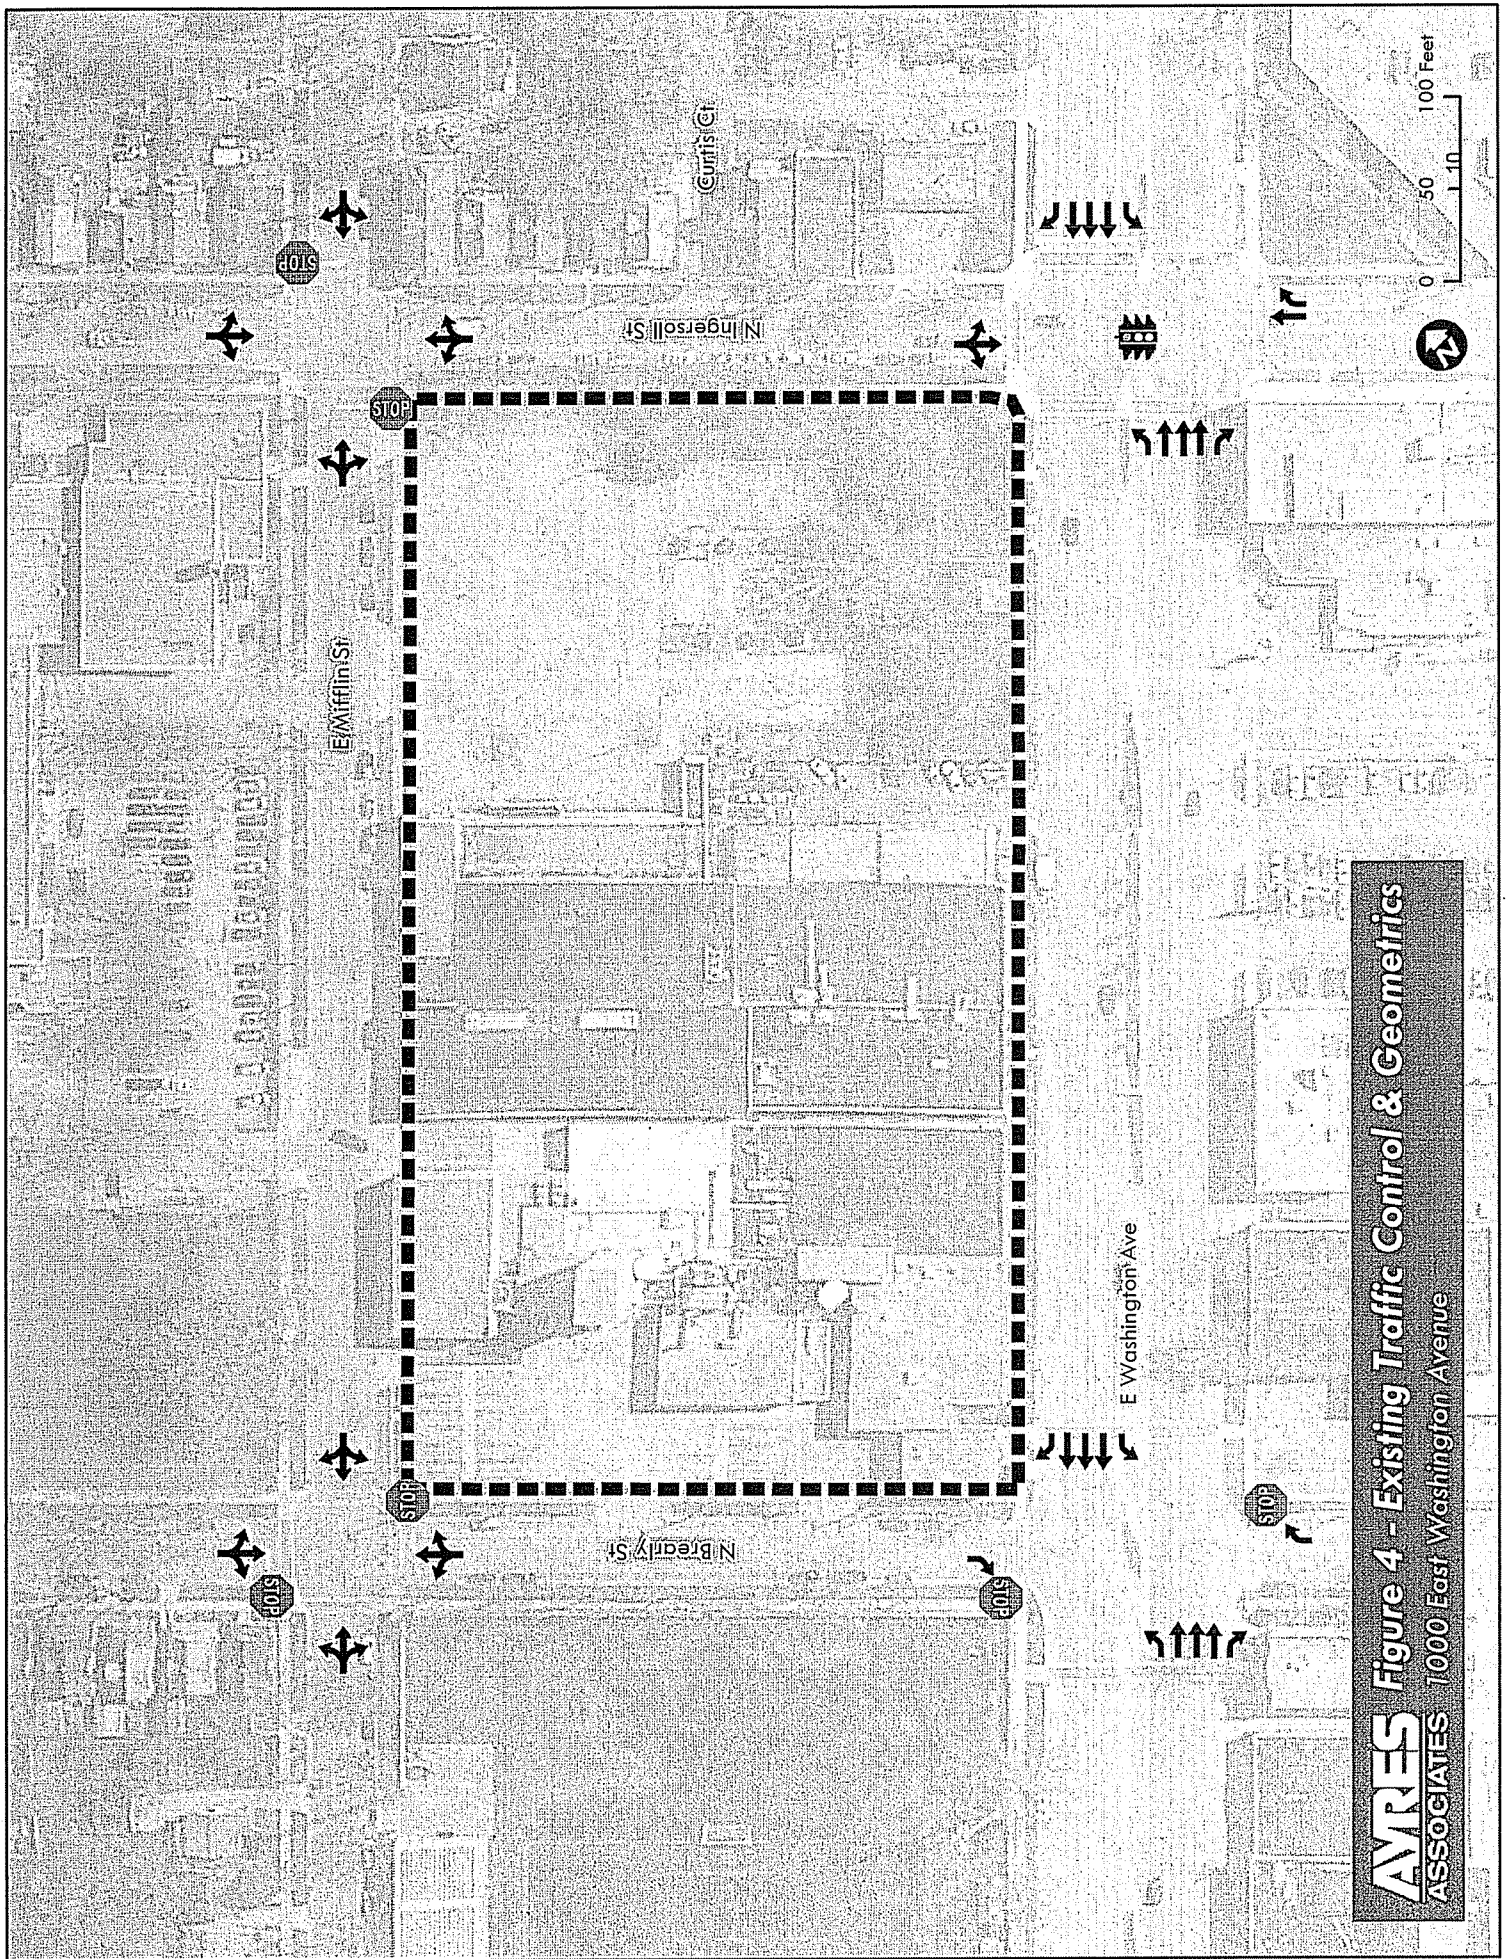 STOP
STOP
STOP
STOP
STOP
STOP
E Mifflin St
N Ingersoll St
Curtis Ct
N Brearly St
E Washington Ave
N
0 50 100 Feet
10
AYRES
ASSOCIATES
Figure 4 - Existing Traffic Control & Geometrics
1000 East Washington Avenue